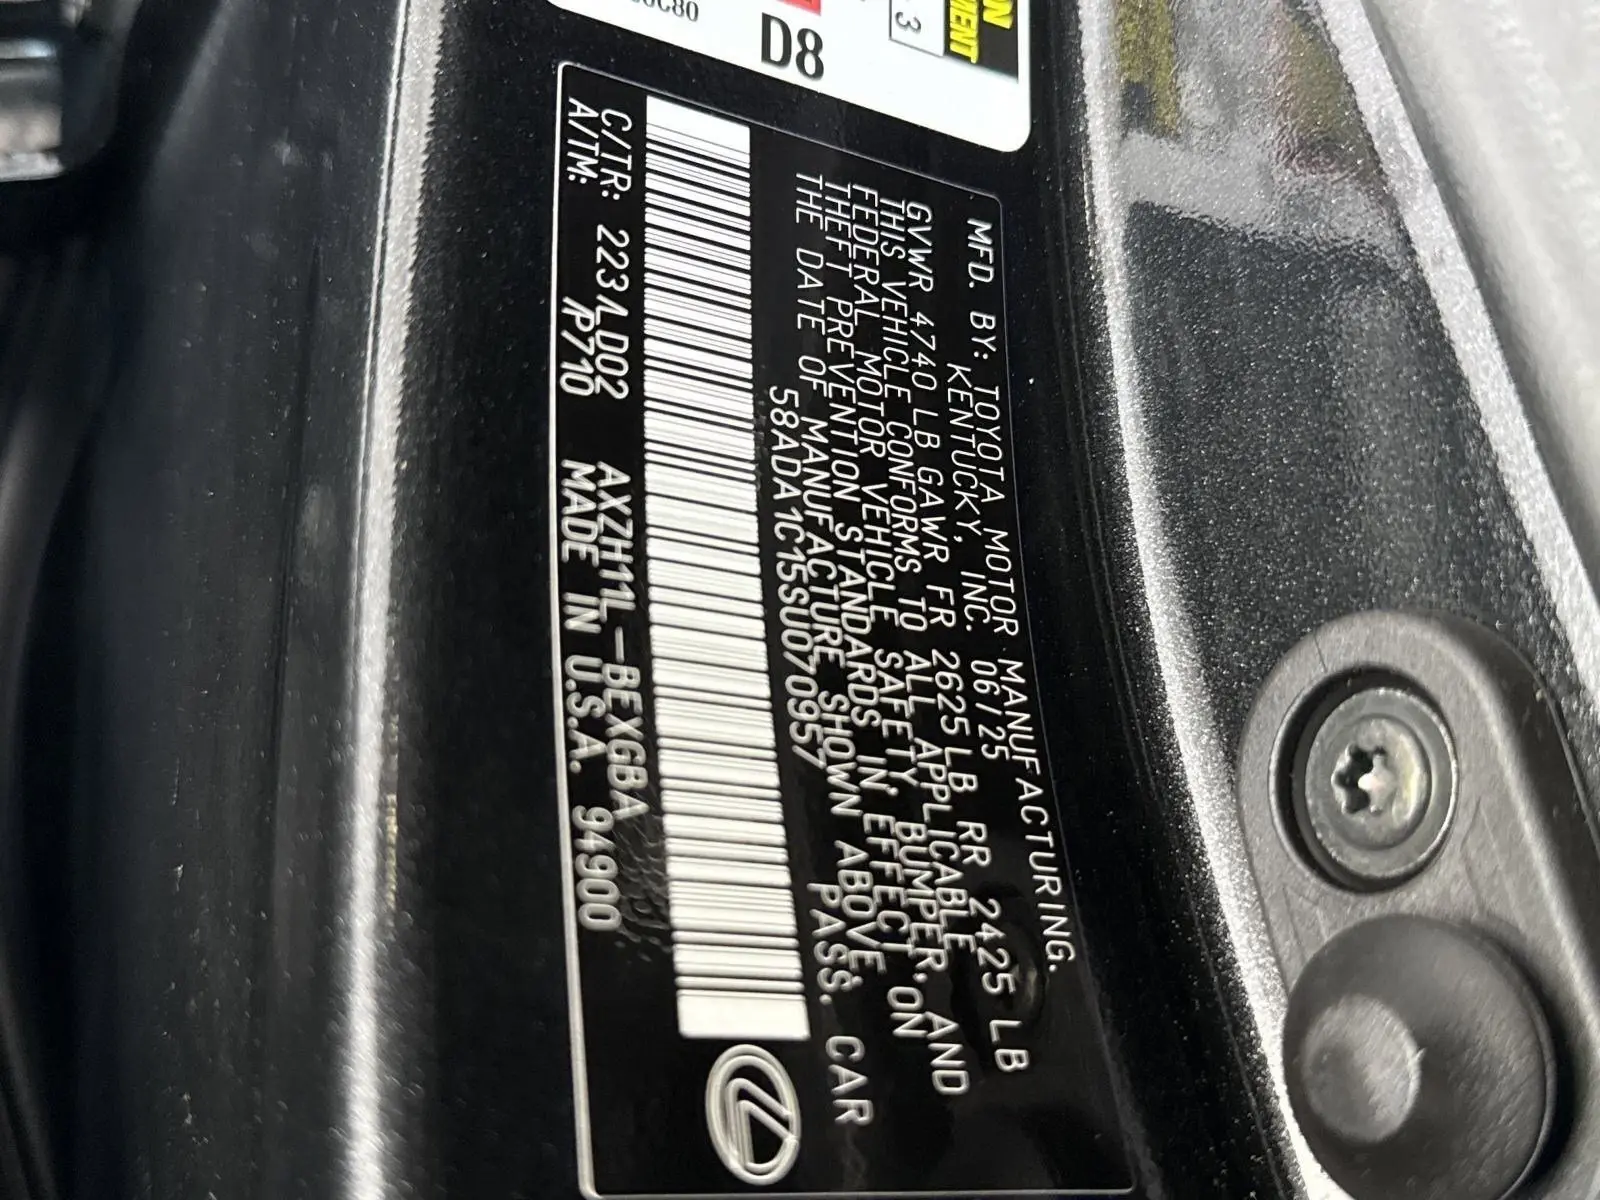 D8
3
MFD. BY: TOYOTA MOTOR MANUFACTURING,
KENTUCKY, INC. 06/25
GVWR 4740 LB GAWR FR 2625 LB RR 2425 LB
THIS VEHICLE CONFORMS TO ALL APPLICABLE
FEDERAL MOTOR VEHICLE SAFETY, BUMPER, AND
THEFT PREVENTION STANDARDS IN EFFECT ON
THE DATE OF MANUFACTURE SHOWN ABOVE.
58ADA1C15SU070957 PASS. CAR
C/TR: 223/LD02 AXZH11L-BEXGBA
A/TM: P710 MADE IN U.S.A. 94900